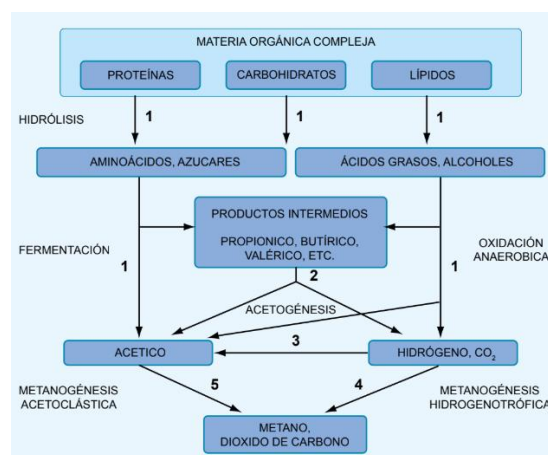 MATERIA ORGÁNICA COMPLEJA
PROTEÍNAS
CARBOHIDRATOS
LÍPIDOS
HIDRÓLISIS
1
1
1
AMINOÁCIDOS, AZUCARES
ÁCIDOS GRASOS, ALCOHOLES
PRODUCTOS INTERMEDIOS
PROPIONICO, BUTÍRICO,
VALÉRICO, ETC.
FERMENTACIÓN
1
2
1
OXIDACIÓN
ANAEROBICA
ACETOGÉNESIS
ACETICO
3
HIDRÓGENO, CO₂
METANOGÉNESIS
ACETOCLÁSTICA
5
4
METANOGÉNESIS
HIDROGENOTRÓFICA
METANO,
DIOXIDO DE CARBONO